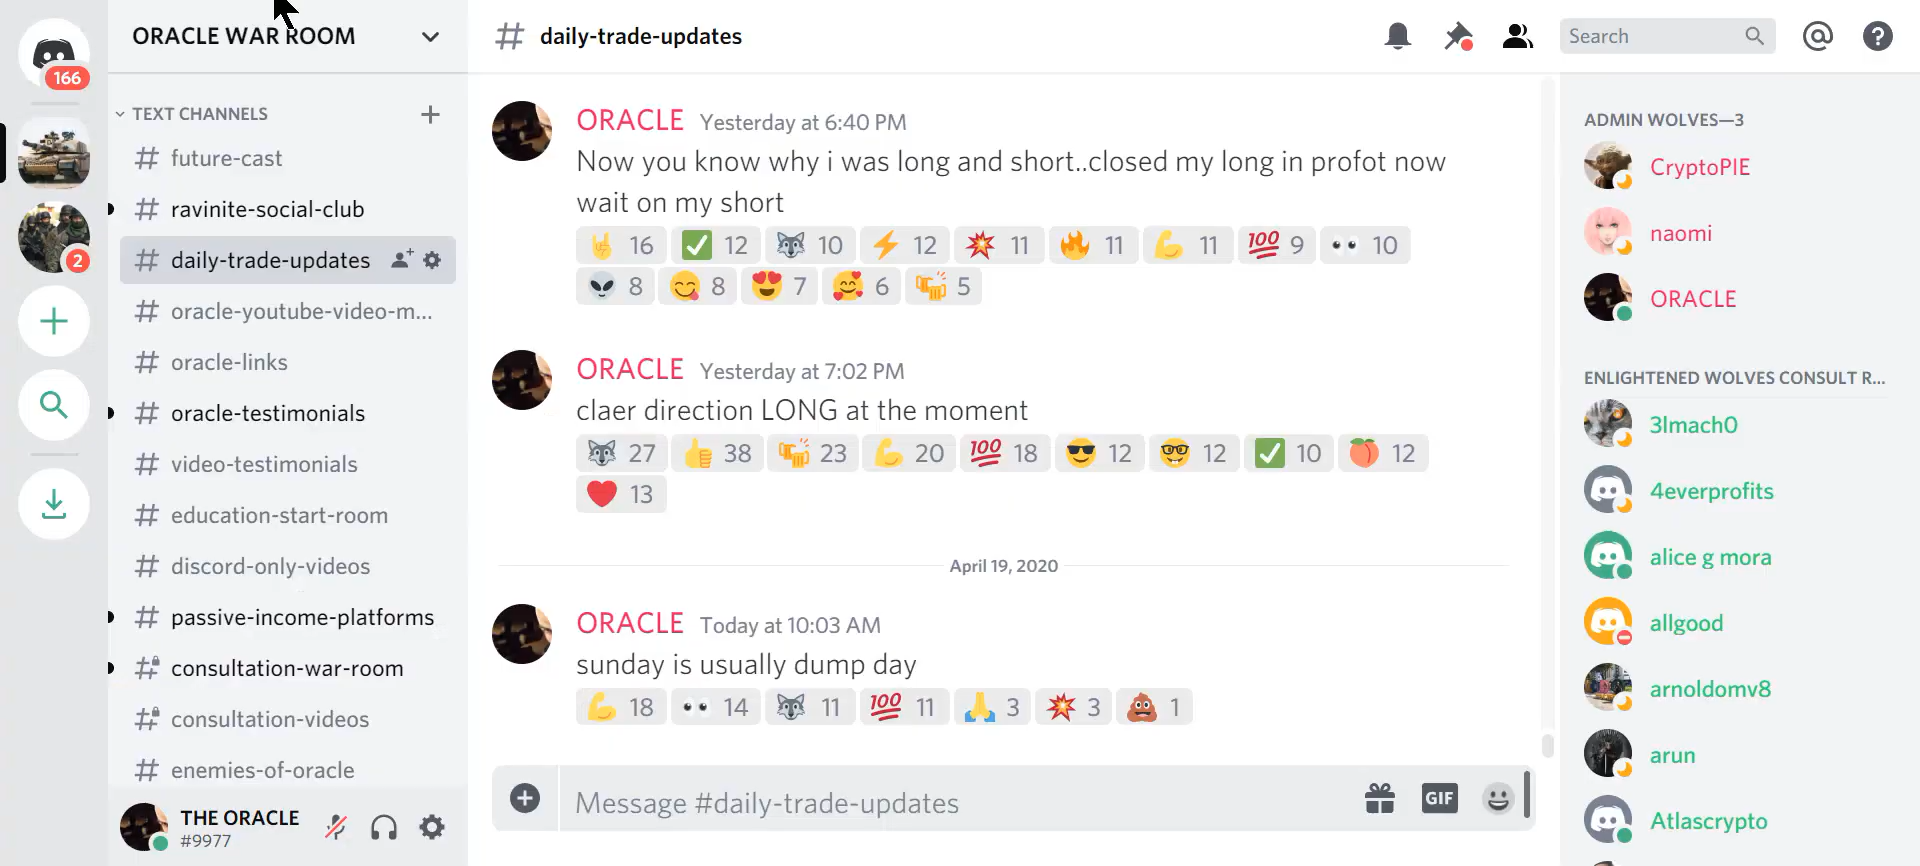 166
2
ORACLE WAR ROOM
TEXT CHANNELS
future-cast
ravinite-social-club
daily-trade-updates
oracle-youtube-video-m...
oracle-links
oracle-testimonials
video-testimonials
education-start-room
discord-only-videos
passive-income-platforms
consultation-war-room
consultation-videos
enemies-of-oracle
THE ORACLE
#9977
# daily-trade-updates
Search
ORACLE Yesterday at 6:40 PM
Now you know why i was long and short..closed my long in profot now
wait on my short
16 12 10 12 11 11 11 100 9 10
8 8 7 6 5
ORACLE Yesterday at 7:02 PM
claer direction LONG at the moment
27 38 23 20 100 18 12 12 10 12
13
April 19, 2020
ORACLE Today at 10:03 AM
sunday is usually dump day
18 14 11 100 11 3 3 1
Message #daily-trade-updates
GIF
ADMIN WOLVES—3
CryptoPIE
naomi
ORACLE
ENLIGHTENED WOLVES CONSULT R...
3lmach0
4everprofits
alice g mora
allgood
arnoldomv8
arun
Atlascrypto